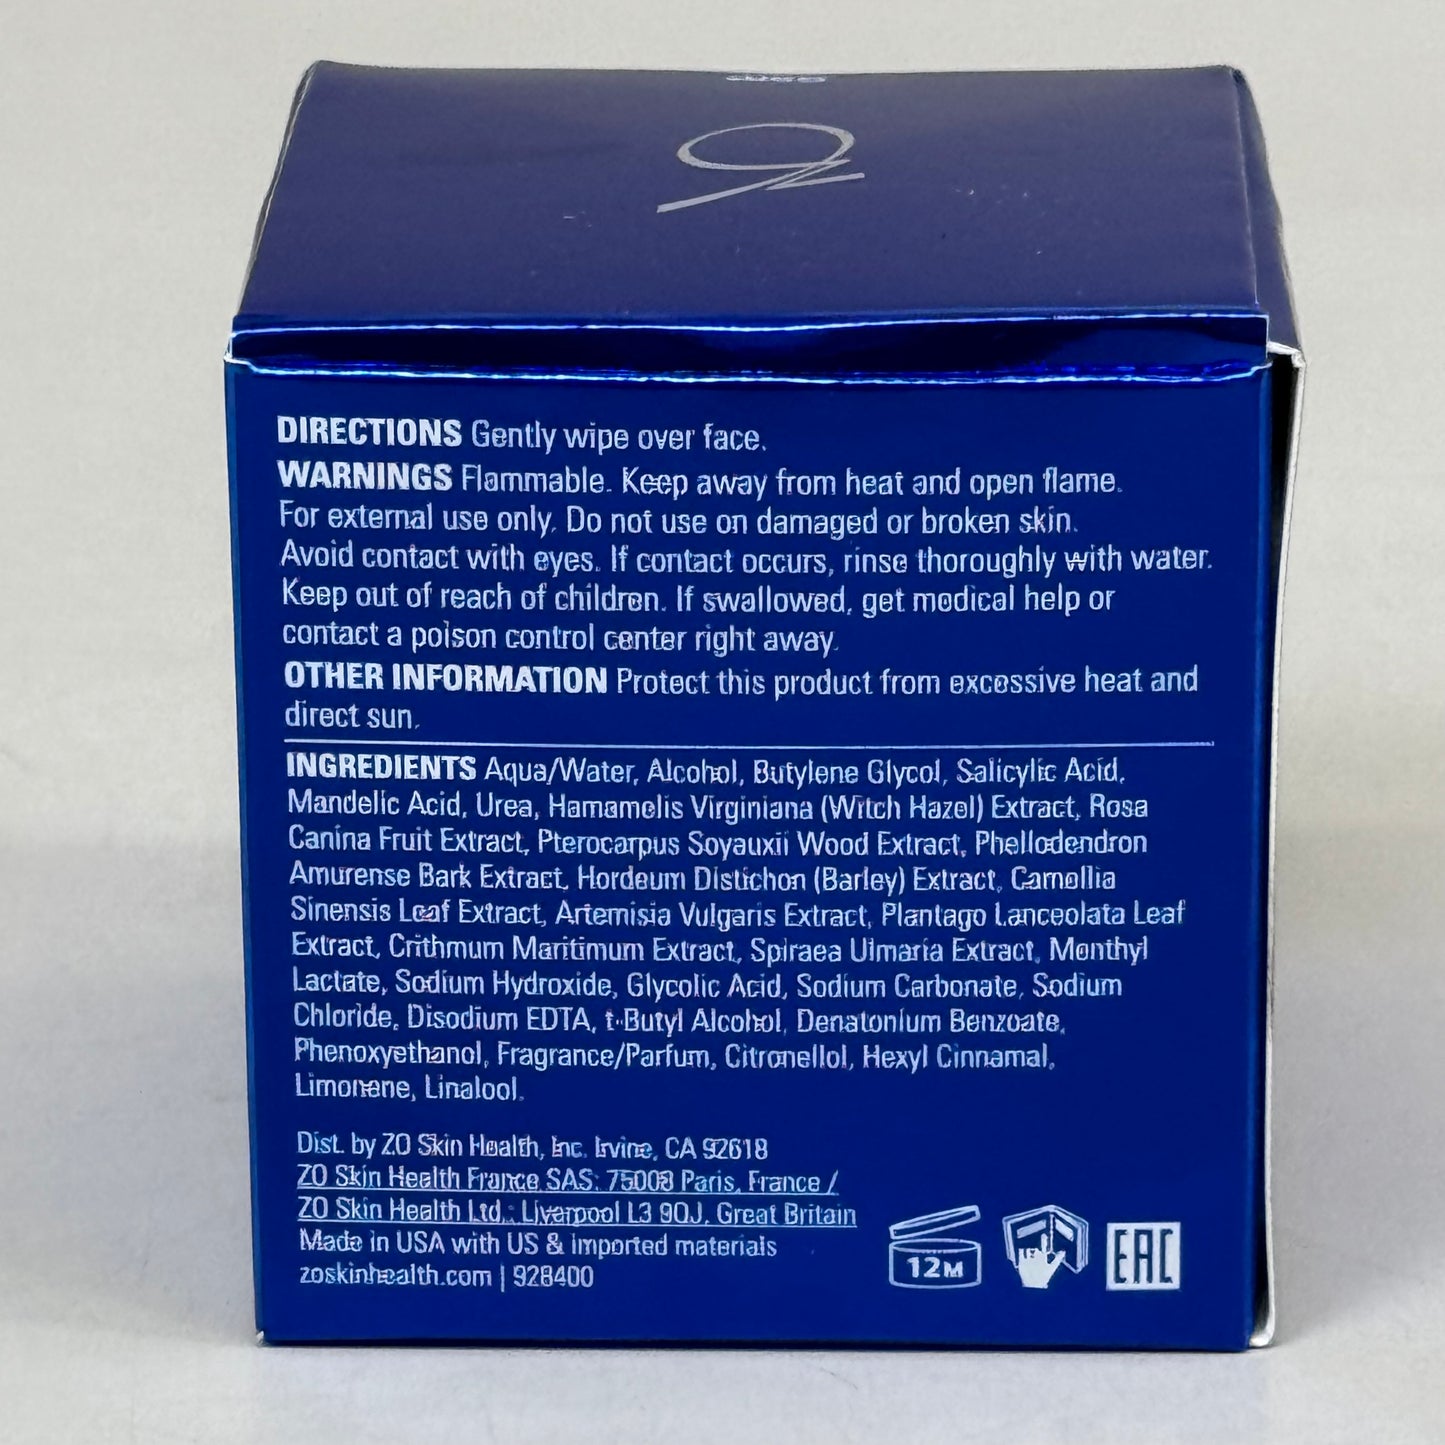 DIRECTIONS Gently wipe over face.
WARNINGS Flammable. Keep away from heat and open flame.
For external use only. Do not use on damaged or broken skin.
Avoid contact with eyes. If contact occurs, rinse thoroughly with water.
Keep out of reach of children. If swallowed, get medical help or
contact a poison control center right away.
OTHER INFORMATION Protect this product from excessive heat and
direct sun.
INGREDIENTS Aqua/Water, Alcohol, Butylene Glycol, Salicylic Acid,
Mandelic Acid, Urea, Hamamelis Virginiana (Witch Hazel) Extract, Rosa
Canina Fruit Extract, Pterocarpus Soyauxii Wood Extract, Phellodendron
Amurense Bark Extract, Hordeum Distichon (Barley) Extract, Camellia
Sinensis Leaf Extract, Artemisia Vulgaris Extract, Plantago Lanceolata Leaf
Extract, Crithmum Maritimum Extract, Spiraea Ulmaria Extract, Menthyl
Lactate, Sodium Hydroxide, Glycolic Acid, Sodium Carbonate, Sodium
Chloride, Disodium EDTA, t-Butyl Alcohol, Denatonium Benzoate,
Phenoxyethanol, Fragrance/Parfum, Citronellol, Hexyl Cinnamal,
Limonene, Linalool.
Dist. by ZO Skin Health, Inc. Irvine, CA 92618
ZO Skin Health France SAS: 75008 Paris, France /
ZO Skin Health Ltd.: Liverpool L3 9QJ, Great Britain
Made in USA with US & imported materials
zoskinhealth.com | 928400
12M
EAC